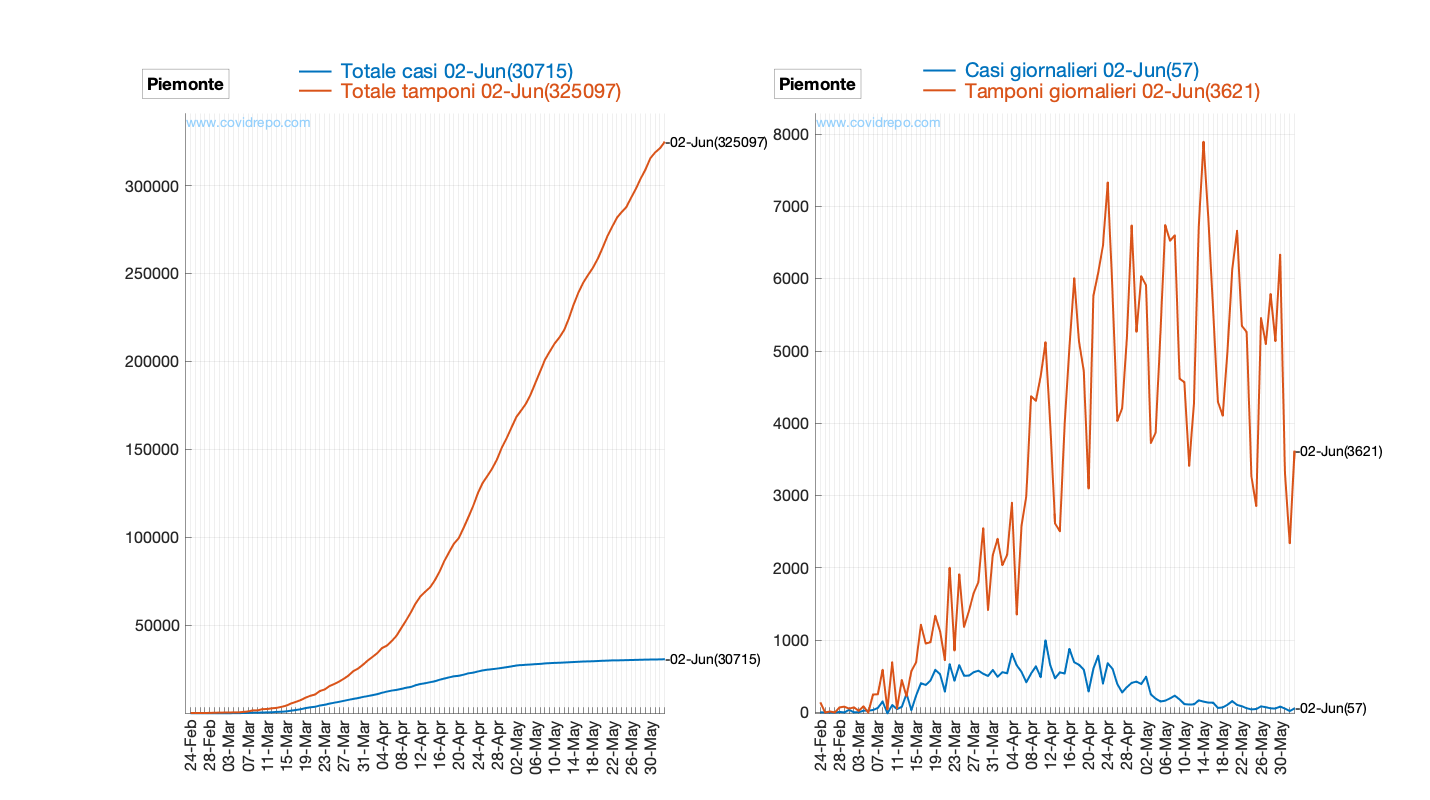 Piemonte
Totale casi 02-Jun(30715)
Totale tamponi 02-Jun(325097)
www.covidrepo.com
-02-Jun(325097)
300000
250000
200000
150000
100000
50000
-02-Jun(30715)
24-Feb
28-Feb
03-Mar
07-Mar
11-Mar
15-Mar
19-Mar
23-Mar
27-Mar
31-Mar
04-Apr
08-Apr
12-Apr
16-Apr
20-Apr
24-Apr
28-Apr
02-May
06-May
10-May
14-May
18-May
22-May
26-May
30-May
Piemonte
Casi giornalieri 02-Jun(57)
Tamponi giornalieri 02-Jun(3621)
www.covidrepo.com
8000
7000
6000
5000
4000
3000
2000
1000
0
-02-Jun(3621)
-02-Jun(57)
24-Feb
28-Feb
03-Mar
07-Mar
11-Mar
15-Mar
19-Mar
23-Mar
27-Mar
31-Mar
04-Apr
08-Apr
12-Apr
16-Apr
20-Apr
24-Apr
28-Apr
02-May
06-May
10-May
14-May
18-May
22-May
26-May
30-May